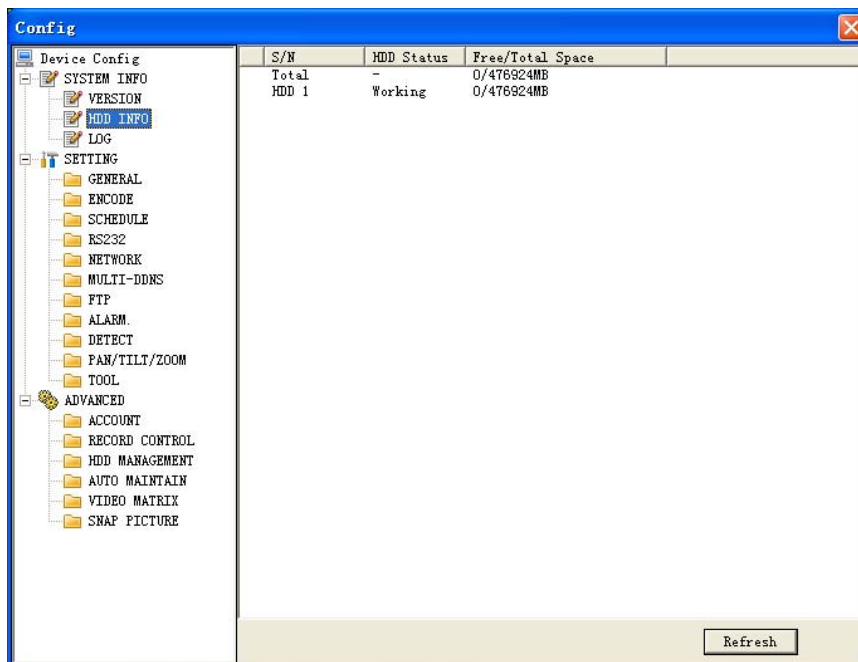 Config
Device Config
SYSTEM INFO
VERSION
HDD INFO
LOG
SETTING
GENERAL
ENCODE
SCHEDULE
RS232
NETWORK
MULTI-DDNS
FTP
ALARM.
DETECT
PAN/TILT/ZOOM
TOOL
ADVANCED
ACCOUNT
RECORD CONTROL
HDD MANAGEMENT
AUTO MAINTAIN
VIDEO MATRIX
SNAP PICTURE
S/N HDD Status Free/Total Space
Total - 0/476924MB
HDD 1 Working 0/476924MB
Refresh